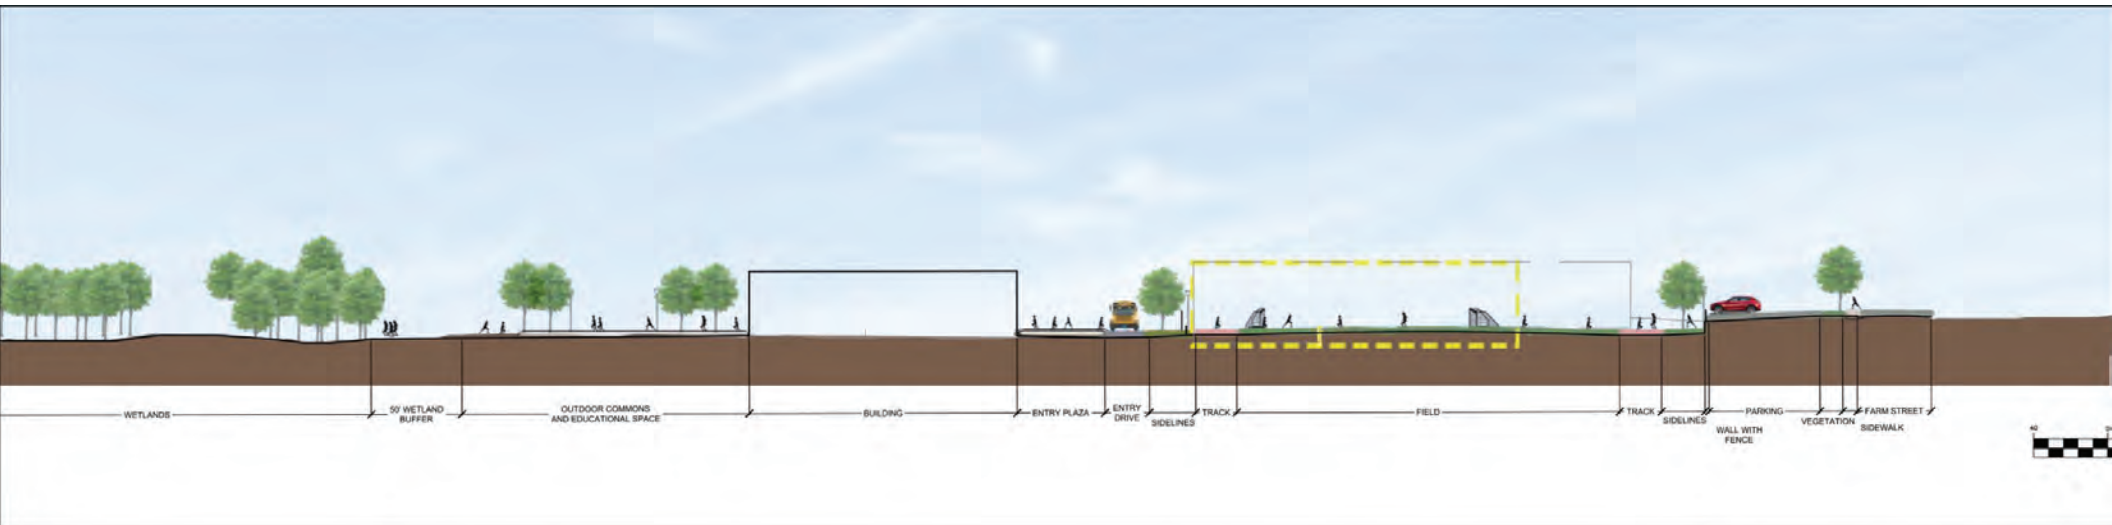 WETLANDS
50' WETLAND
BUFFER
OUTDOOR COMMONS
AND EDUCATIONAL SPACE
BUILDING
ENTRY PLAZA
ENTRY
DRIVE
SIDELINES
TRACK
FIELD
TRACK
SIDELINES
WALL WITH
FENCE
PARKING
VEGETATION
SIDEWALK
FARM STREET
40